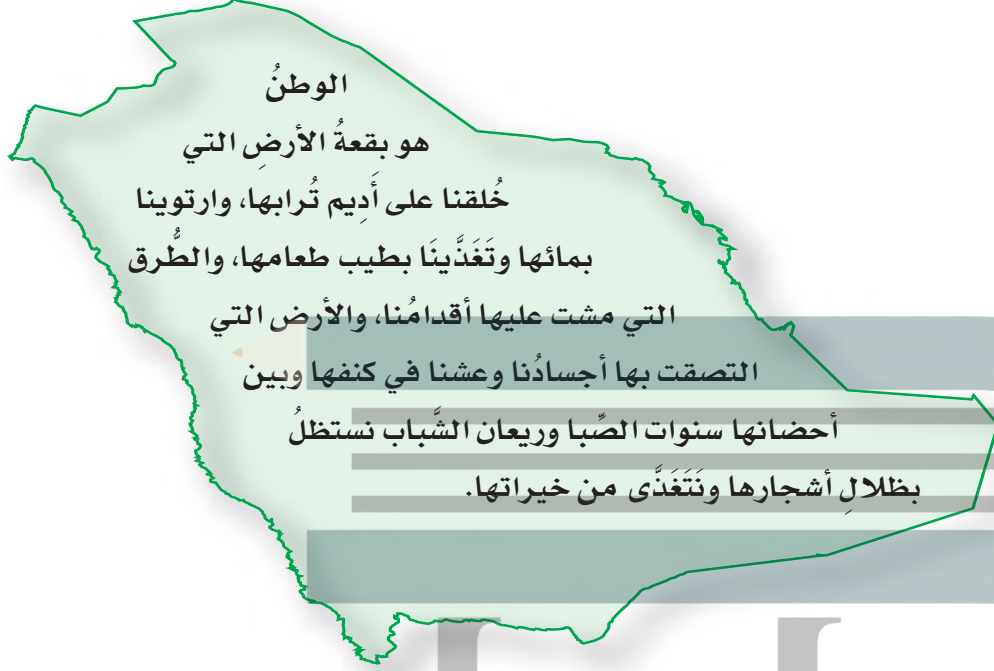 الوطنُ
هو بقعةُ الأرضِ التي
خُلقنا على أَدِيم تُرابها، وارتوينا
بمائها وتَغَذَّينَا بطيب طعامها، والطُّرق
التي مشت عليها أقدامُنا، والأرض التي
التصقت بها أجسادُنا وعشنا في كنفها وبين
أحضانها سنوات الصِّبا وريعان الشَّباب نستظلُ
بظلالِ أشجارها ونَتَغَذَّى من خيراتها.